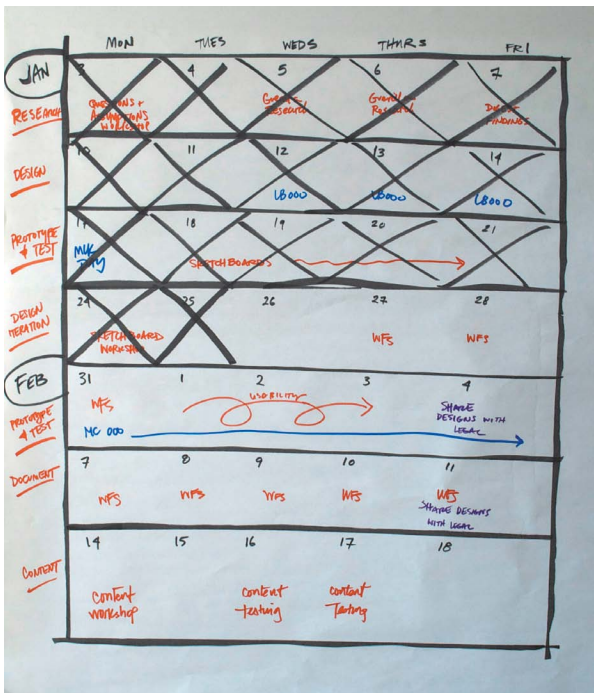 MON TUES WEDS THURS FRI
JAN
3 4 5 6 7
RESEARCH
QUESTIONS +
ASSUMPTIONS
WORKSHOP
RESEARCH
RESEARCH
FINDINGS
10 11 12 13 14
DESIGN
LB000 LB000 LB000
17 18 19 20 21
PROTOTYPE
+ TEST
MLK
DAY
SKETCHBOARDS
24 25 26 27 28
DESIGN
ITERATION
SKETCHBOARD
WORKSHOP
WFS WFS
FEB
31 1 2 3 4
PROTOTYPE
+ TEST
WFS
USABILITY
SHARE
DESIGNS WITH
LEGAL
MC 000
7 8 9 10 11
DOCUMENT
WFS WFS WFS WFS WFS
SHARE DESIGNS
WITH LEGAL
14 15 16 17 18
CONTENT
content
workshop
content
testing
content
Testing